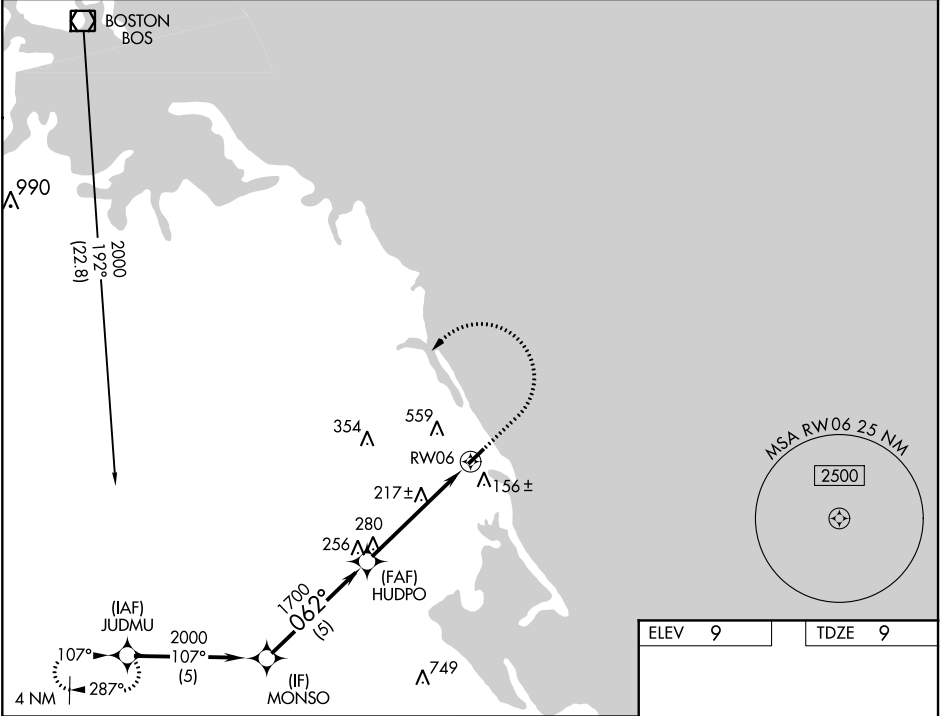 BOSTON
BOS
990
2000
192°
(22.8)
354
559
RW06
217±
156±
280
256
(FAF)
HUDPO
1700
062°
(5)
(IAF)
JUDMU
2000
107°
(5)
107°
287°
4 NM
(IF)
MONSO
749
MSA RW06 25 NM
2500
ELEV 9
TDZE 9